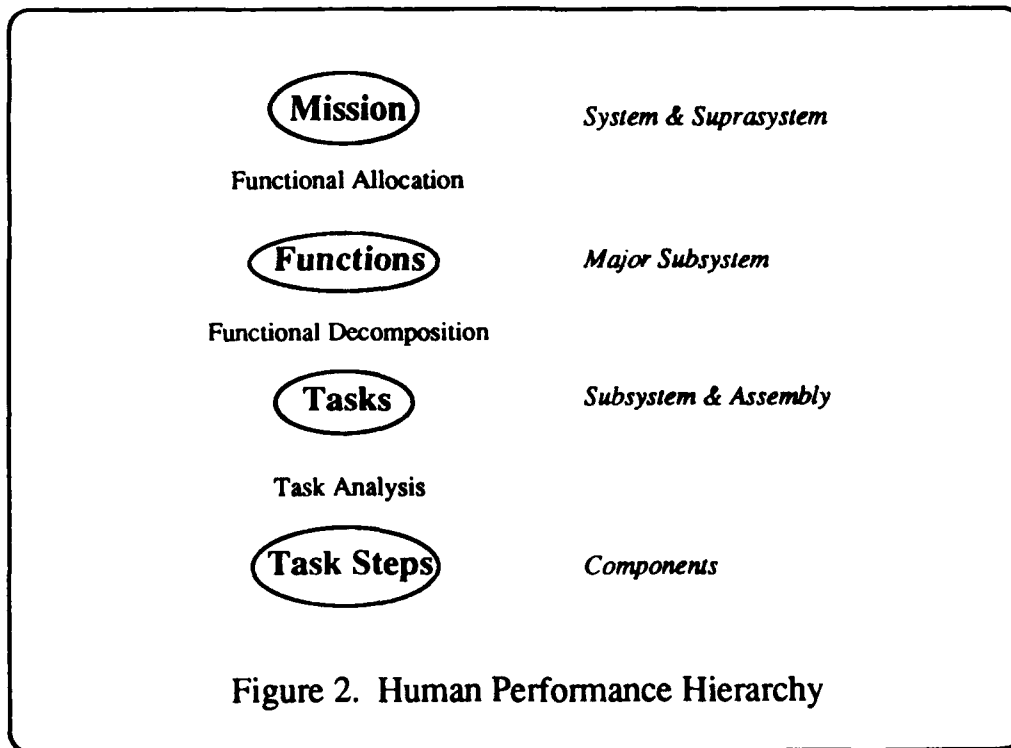 Mission
System & Suprasystem
Functional Allocation
Functions
Major Subsystem
Functional Decomposition
Tasks
Subsystem & Assembly
Task Analysis
Task Steps
Components
Figure 2. Human Performance Hierarchy